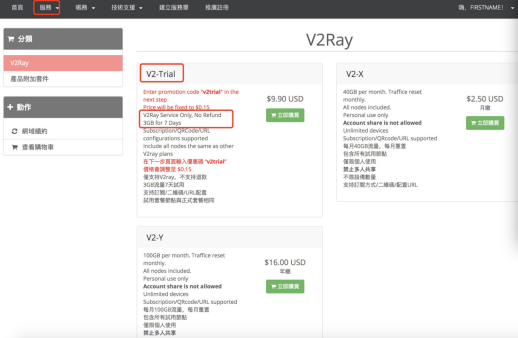 首頁 服務 帳務 技術支援 建立服務單 推廣註冊 嗨, FIRSTNAME!
分類
V2Ray
產品附加套件
動作
網域續約
查看購物車
V2Ray
V2-Trial
Enter promotion code "v2trial" in the
next step
Price will be fixed to $0.15
V2Ray Service Only, No Refund
3GB for 7 Days
Subscription/QRcode/URL
configurations supported
Include all nodes the same as other
V2ray plans
在下一步頁面輸入優惠碼 "v2trial"
價格會調整至 $0.15
僅支持V2ray，不支持退款
3GB流量7天試用
支持訂閱/二維碼/URL配置
試用套餐節點與正式套餐相同
$9.90 USD
立即購買
V2-X
40GB per month. Traffice reset
monthly.
All nodes included.
Personal use only
Account share is not allowed
Unlimited devices
Subscription/QRcode/URL supported
每月40GB流量，每月重置
包含所有試用節點
僅限個人使用
禁止多人共享
不限設備數量
支持訂閱方式/二維碼/配置URL
$2.50 USD
月繳
立即購買
V2-Y
100GB per month. Traffice reset
monthly.
All nodes included.
Personal use only
Account share is not allowed
Unlimited devices
Subscription/QRcode/URL supported
每月100GB流量，每月重置
包含所有試用節點
僅限個人使用
禁止多人共享
$16.00 USD
年繳
立即購買